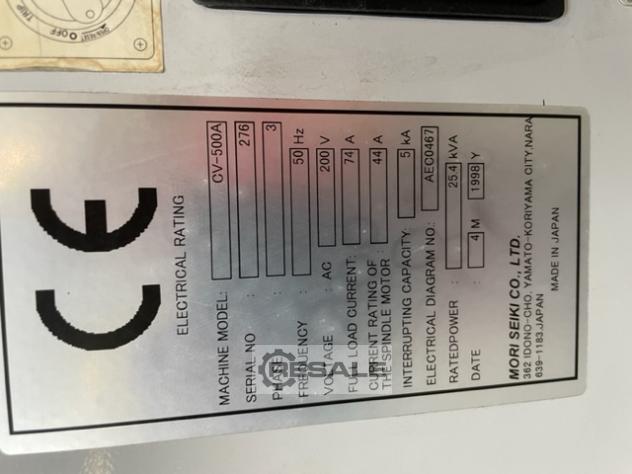 TRIP
OFF
CE
ELECTRICAL RATING
MACHINE MODEL: CV-500A
SERIAL NO : 276
PHASE : 3
FREQUENCY : 50 Hz
VOLTAGE : AC 200 V
FULL LOAD CURRENT: 74 A
CURRENT RATING OF
THE SPINDLE MOTOR : 44 A
INTERRUPTING CAPACITY: 5 kA
ELECTRICAL DIAGRAM NO.: AEC0467
RATEDPOWER : 25.4 kVA
DATE : 4 M 1998 Y
MORI SEIKI CO., LTD.
362 IDONO-CHO, YAMATO-KORIYAMA CITY, NARA
639-1183, JAPAN
MADE IN JAPAN
RESALE